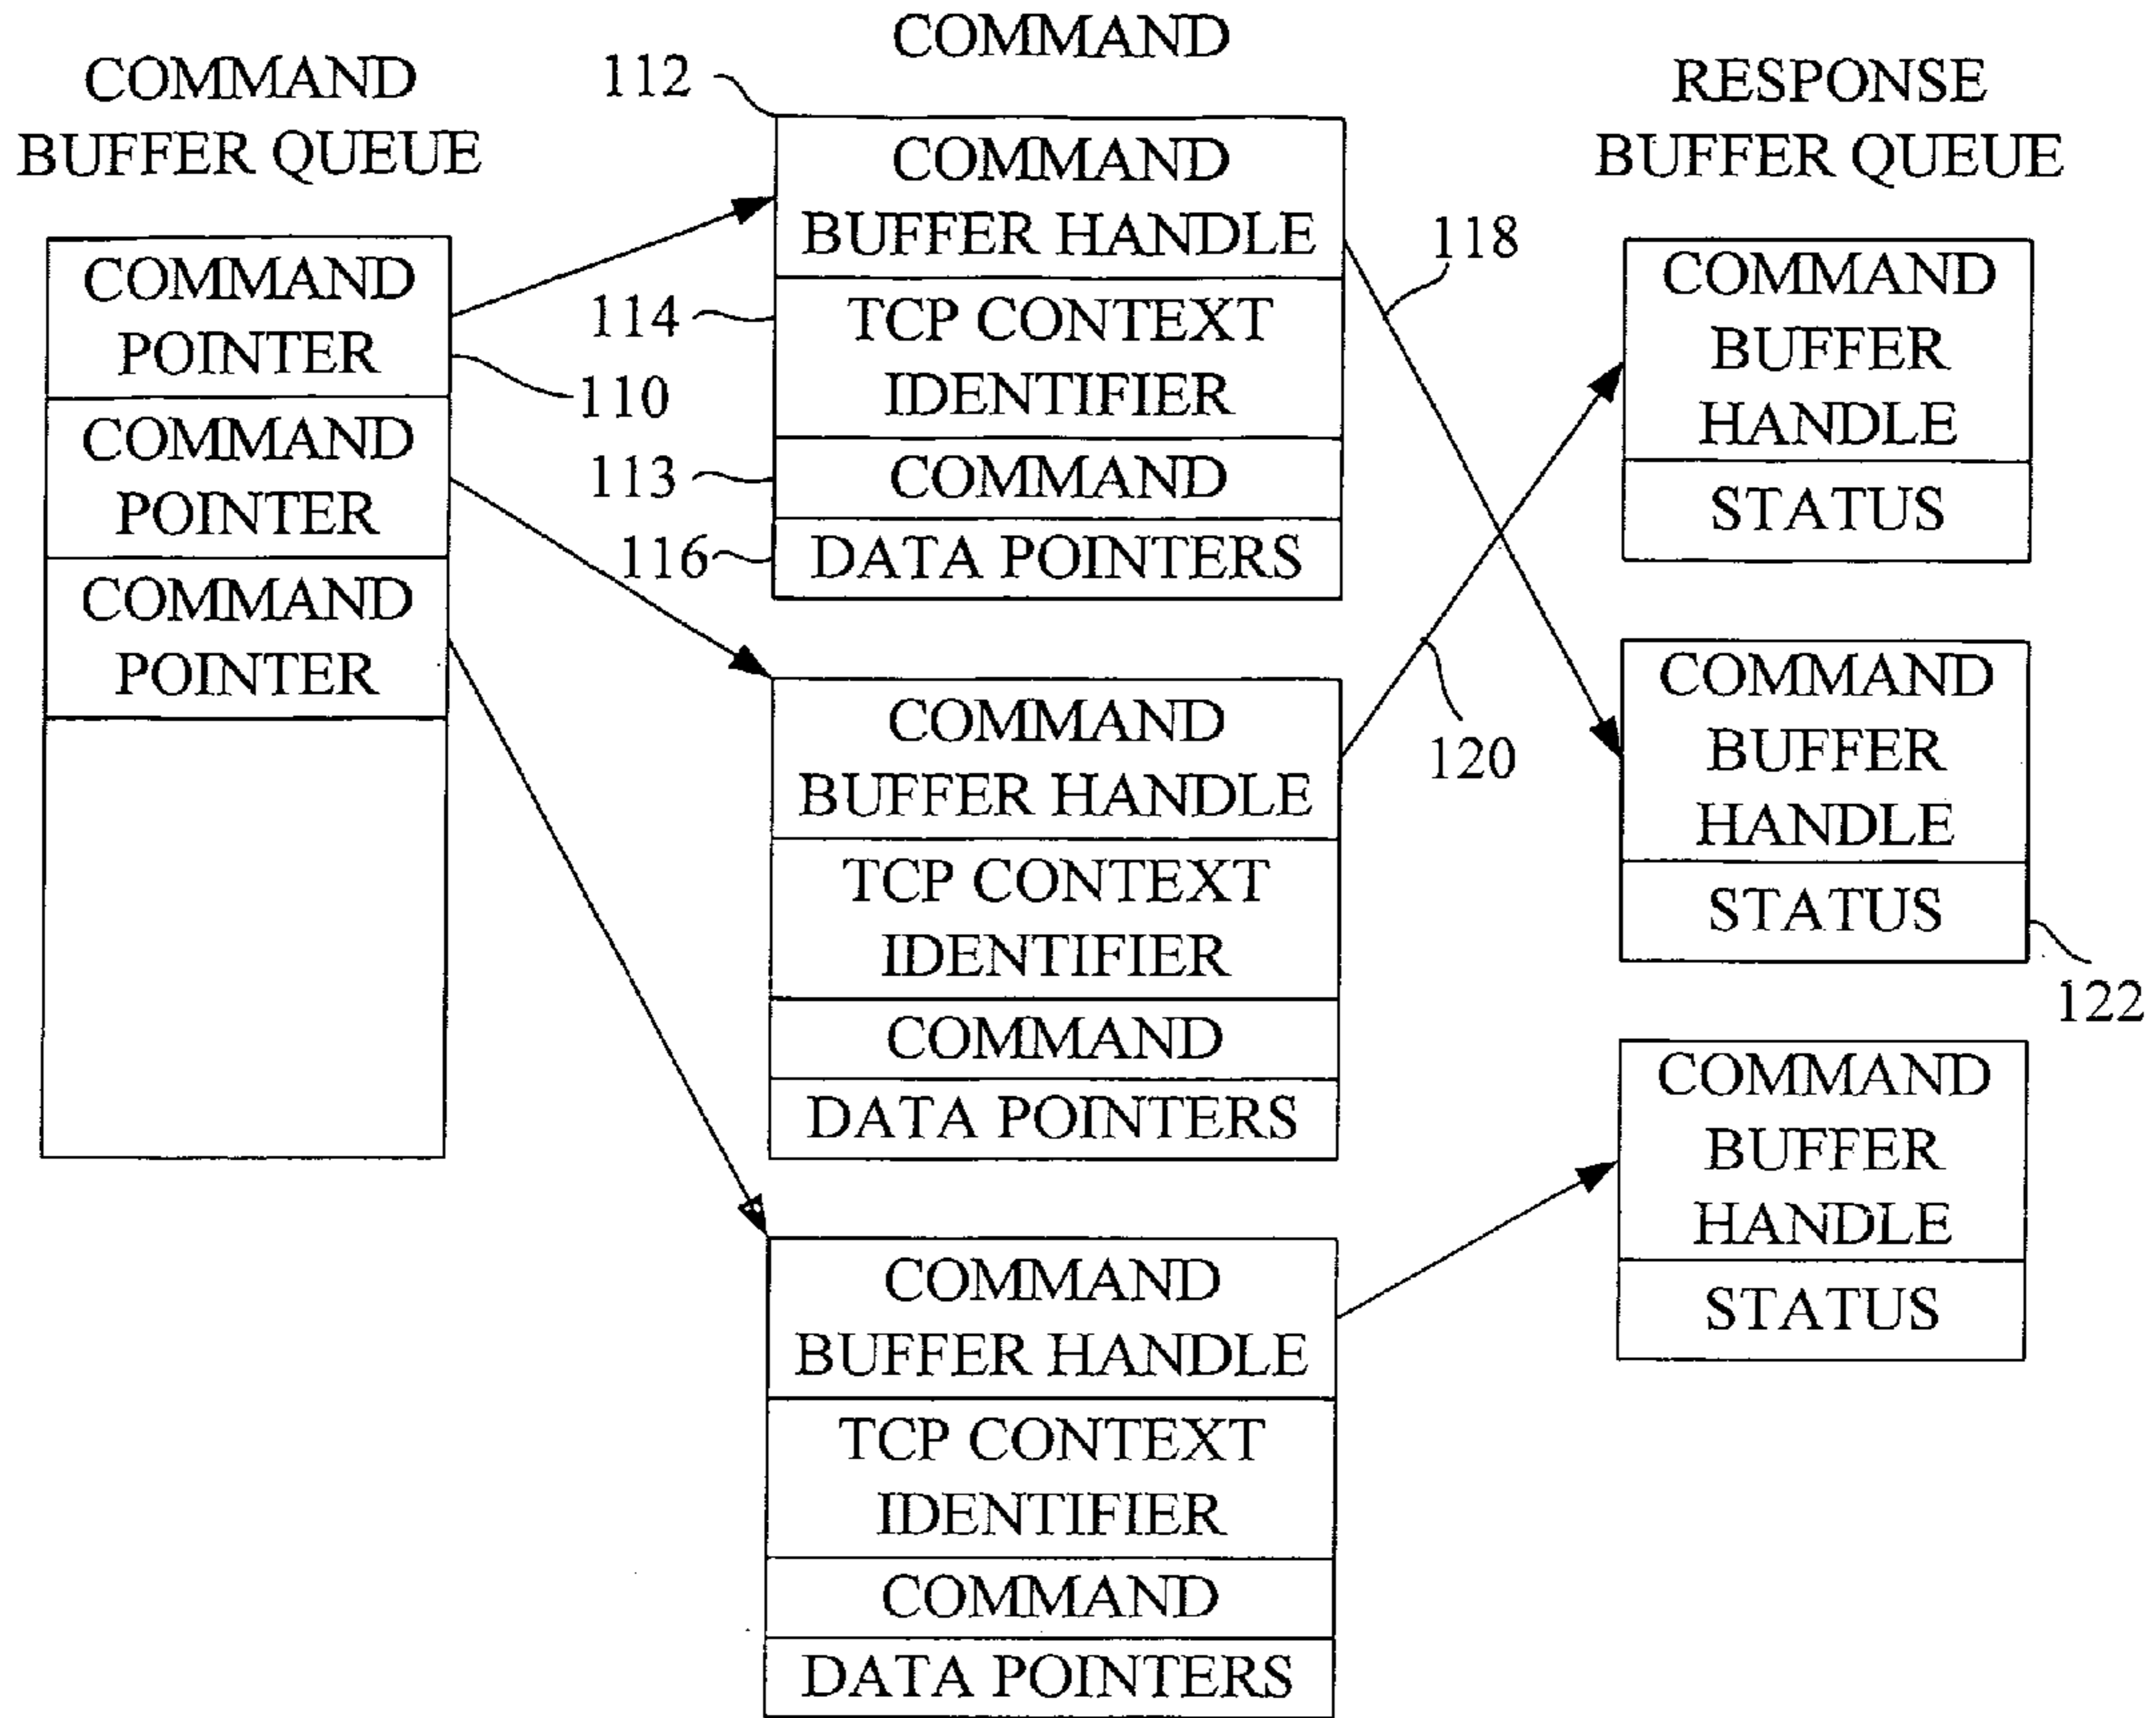 COMMAND
BUFFER QUEUE
COMMAND
POINTER
COMMAND
POINTER
COMMAND
POINTER
110
COMMAND
112
COMMAND
BUFFER HANDLE
114
TCP CONTEXT
IDENTIFIER
113
COMMAND
116
DATA POINTERS
COMMAND
BUFFER HANDLE
TCP CONTEXT
IDENTIFIER
COMMAND
DATA POINTERS
COMMAND
BUFFER HANDLE
TCP CONTEXT
IDENTIFIER
COMMAND
DATA POINTERS
118
120
RESPONSE
BUFFER QUEUE
COMMAND
BUFFER
HANDLE
STATUS
COMMAND
BUFFER
HANDLE
STATUS
122
COMMAND
BUFFER
HANDLE
STATUS